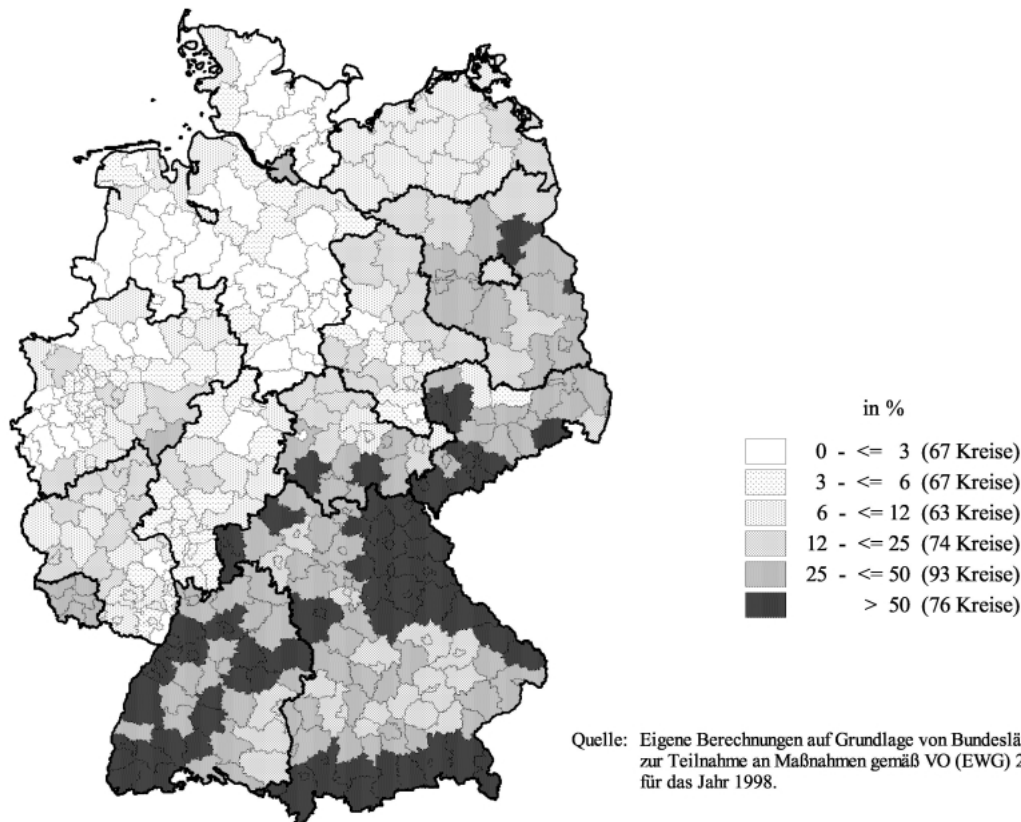 in %
0 - <= 3 (67 Kreise)
3 - <= 6 (67 Kreise)
6 - <= 12 (63 Kreise)
12 - <= 25 (74 Kreise)
25 - <= 50 (93 Kreise)
> 50 (76 Kreise)
Quelle: Eigene Berechnungen auf Grundlage von Bundeslä
zur Teilnahme an Maßnahmen gemäß VO (EWG) 2
für das Jahr 1998.